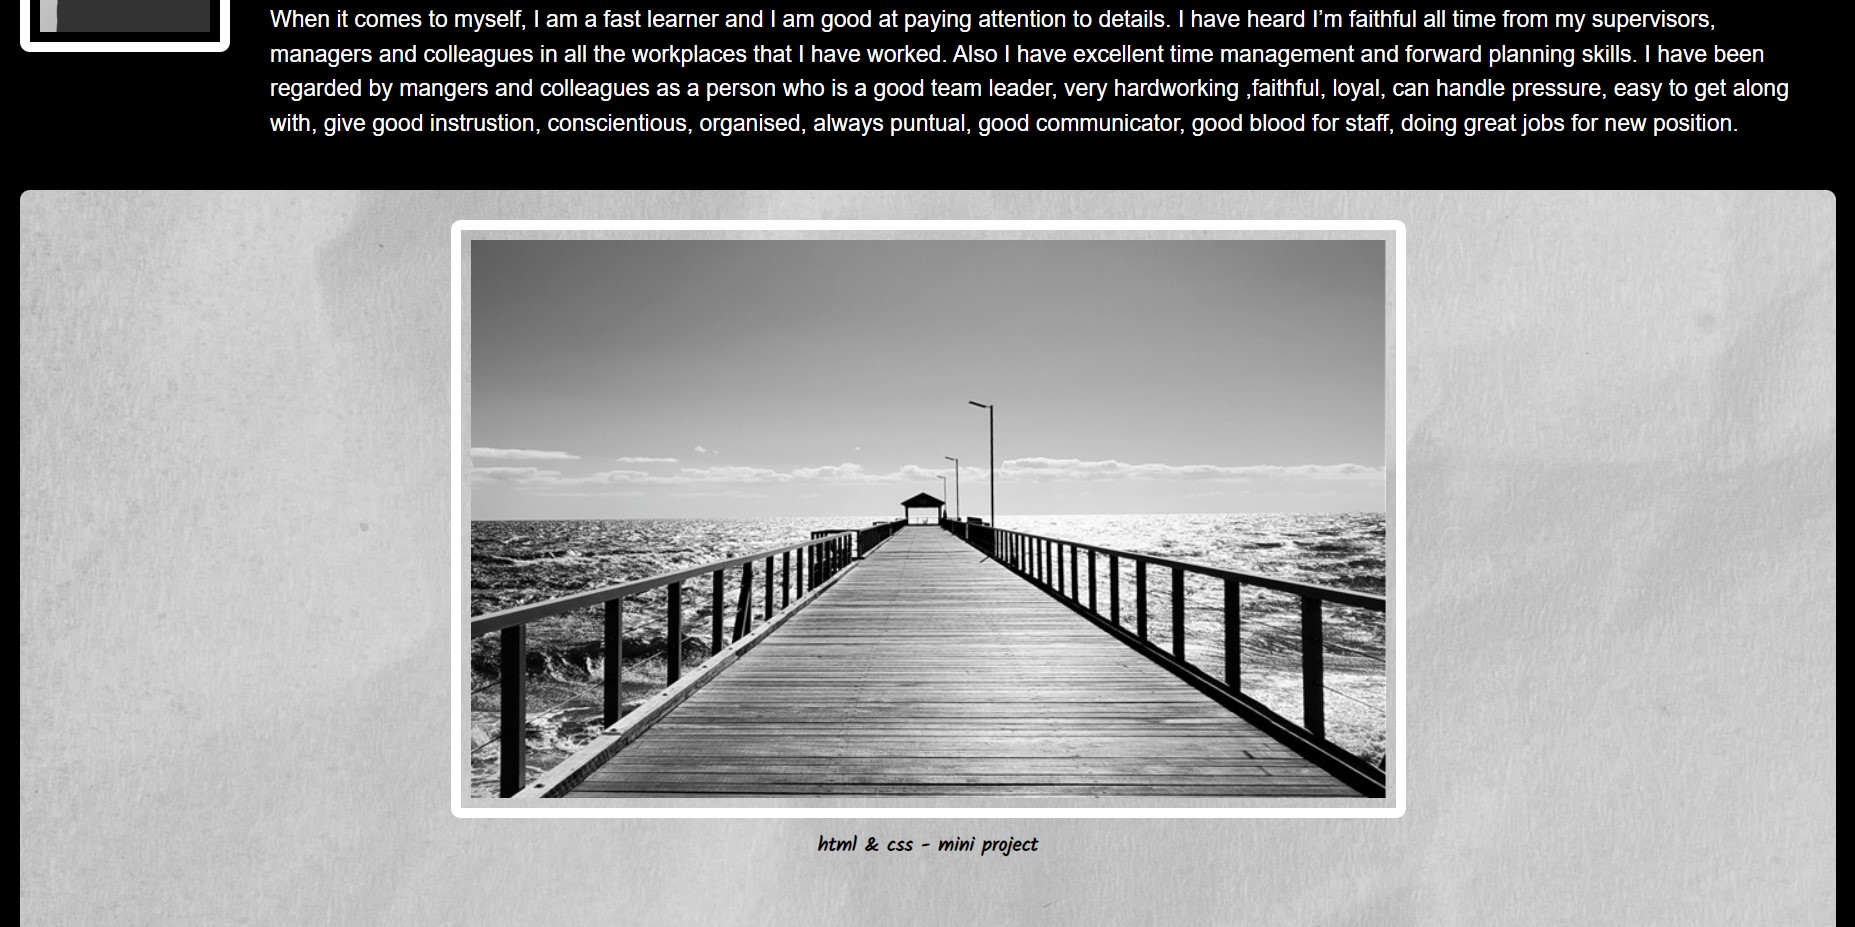 When it comes to myself, I am a fast learner and I am good at paying attention to details. I have heard I’m faithful all time from my supervisors,
managers and colleagues in all the workplaces that I have worked. Also I have excellent time management and forward planning skills. I have been
regarded by mangers and colleagues as a person who is a good team leader, very hardworking ,faithful, loyal, can handle pressure, easy to get along
with, give good instrustion, conscientious, organised, always puntual, good communicator, good blood for staff, doing great jobs for new position.
html & css - mini project